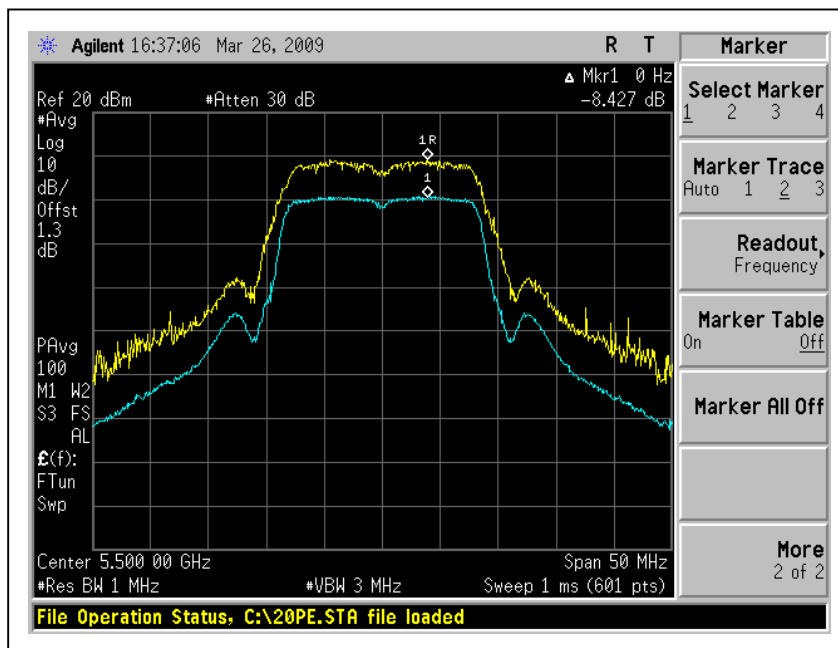 Agilent 16:37:06 Mar 26, 2009 R T
Marker
▵ Mkr1 0 Hz
Ref 20 dBm #Atten 30 dB -8.427 dB
#Avg
Log
10
dB/
Offst
1.3
dB
1R
1
PAvg
100
M1 W2
S3 FS
AL
£(f):
FTun
Swp
Center 5.500 00 GHz Span 50 MHz
#Res BW 1 MHz #VBW 3 MHz Sweep 1 ms (601 pts)
File Operation Status, C:\20PE.STA file loaded
Select Marker
1 2 3 4
Marker Trace
Auto 1 2 3
Readout
Frequency
Marker Table
On Off
Marker All Off
More
2 of 2